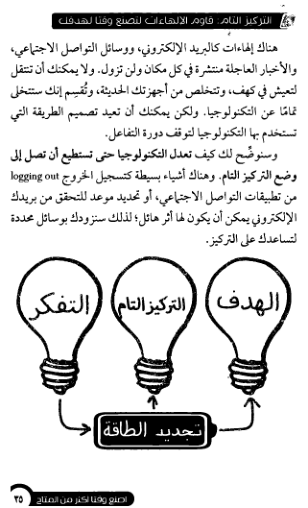 التركيز التام: قاوم الإلهاءات لتصنع وقتًا لهدفك
هناك إلهاءات كالبريد الإلكتروني، ووسائل التواصل الاجتماعي،
والأخبار العاجلة منتشرة في كل مكان ولن تزول. ولا يمكنك أن تنتقل
لتعيش في كهف، وتتخلص من أجهزتك الحديثة، وتُقسِم إنك ستتخلى
تمامًا عن التكنولوجيا. ولكن يمكنك أن تعيد تصميم الطريقة التي
تستخدم بها التكنولوجيا لتوقف دورة التفاعل.
وسنوضِّح لك كيف تعدل التكنولوجيا حتى تستطيع أن تصل إلى
وضع التركيز التام. وهناك أشياء بسيطة كتسجيل الخروج logging out
من تطبيقات التواصل الاجتماعي، أو تحديد موعد للتحقق من بريدك
الإلكتروني يمكن أن يكون لها أثر هائل؛ لذلك سنزودك بوسائل محددة
لتساعدك على التركيز.
الهدف
التركيز التام
التفكر
تجديد الطاقة
اصنع وقتا أكثر من المتاح
٣٥